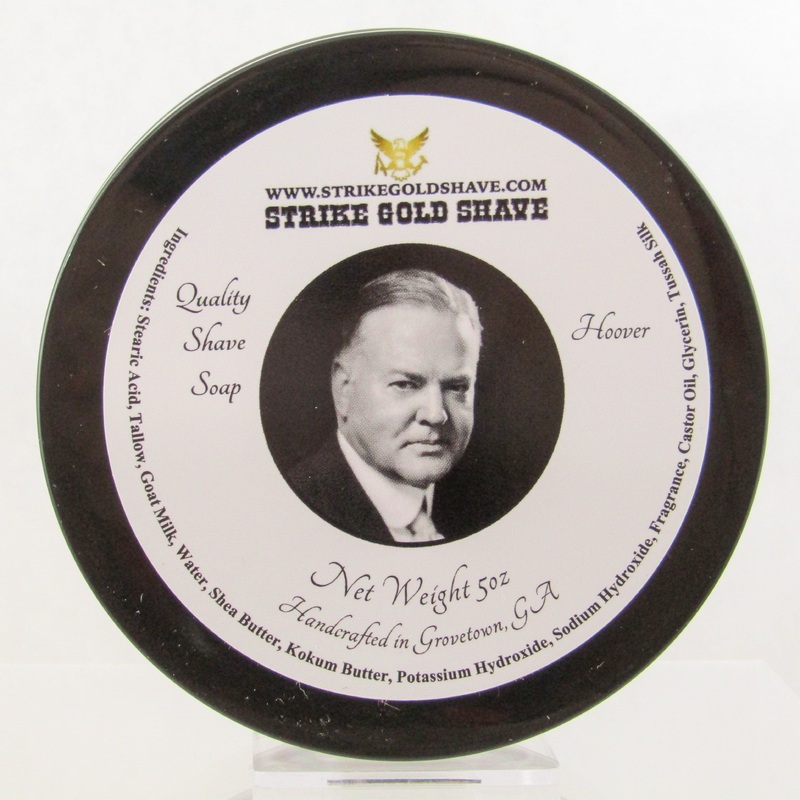 WWW.STRIKEGOLDSHAVE.COM
STRIKE GOLD SHAVE
Quality
Shave
Soap
Hoover
Net Weight 5oz
Handcrafted in Grovetown, GA
Ingredients: Stearic Acid, Tallow, Goat Milk, Water, Shea Butter, Kokum Butter, Potassium Hydroxide, Sodium Hydroxide, Fragrance, Castor Oil, Glycerin, Tussah Silk